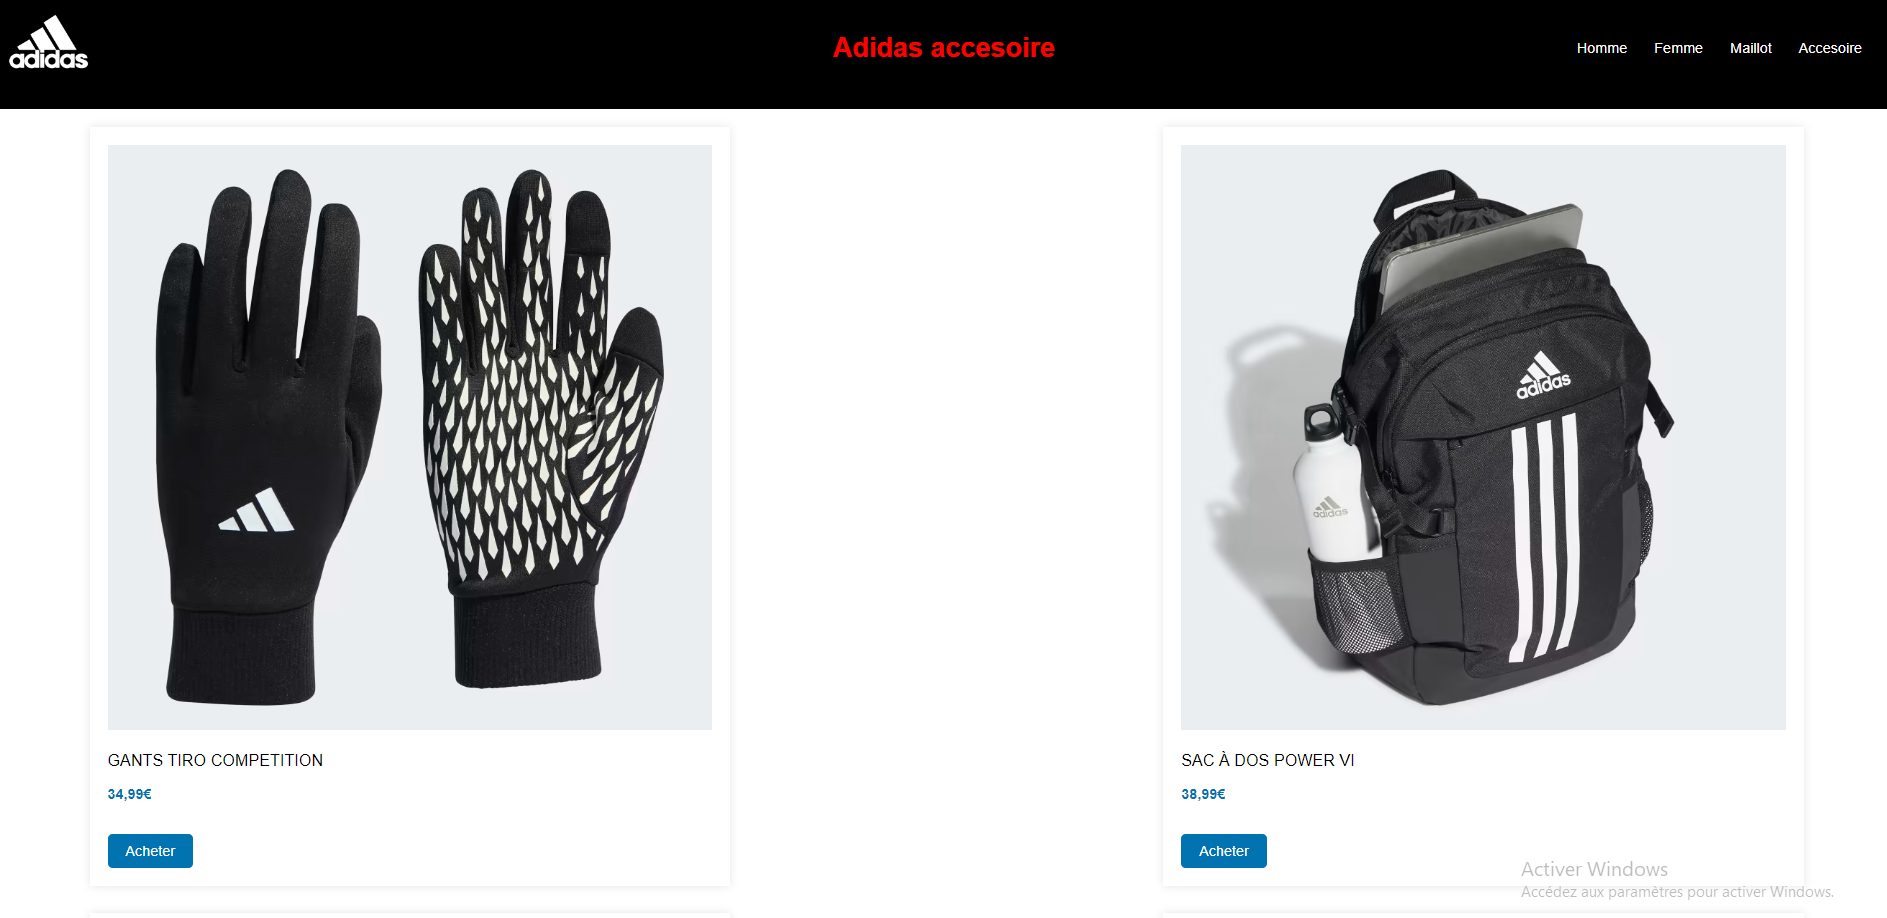 adidas
Adidas accesoire
Homme Femme Maillot Accesoire
adidas
adidas
GANTS TIRO COMPETITION
34,99€
Acheter
SAC À DOS POWER VI
38,99€
Acheter
Activer Windows
Accédez aux paramètres pour activer Windows.